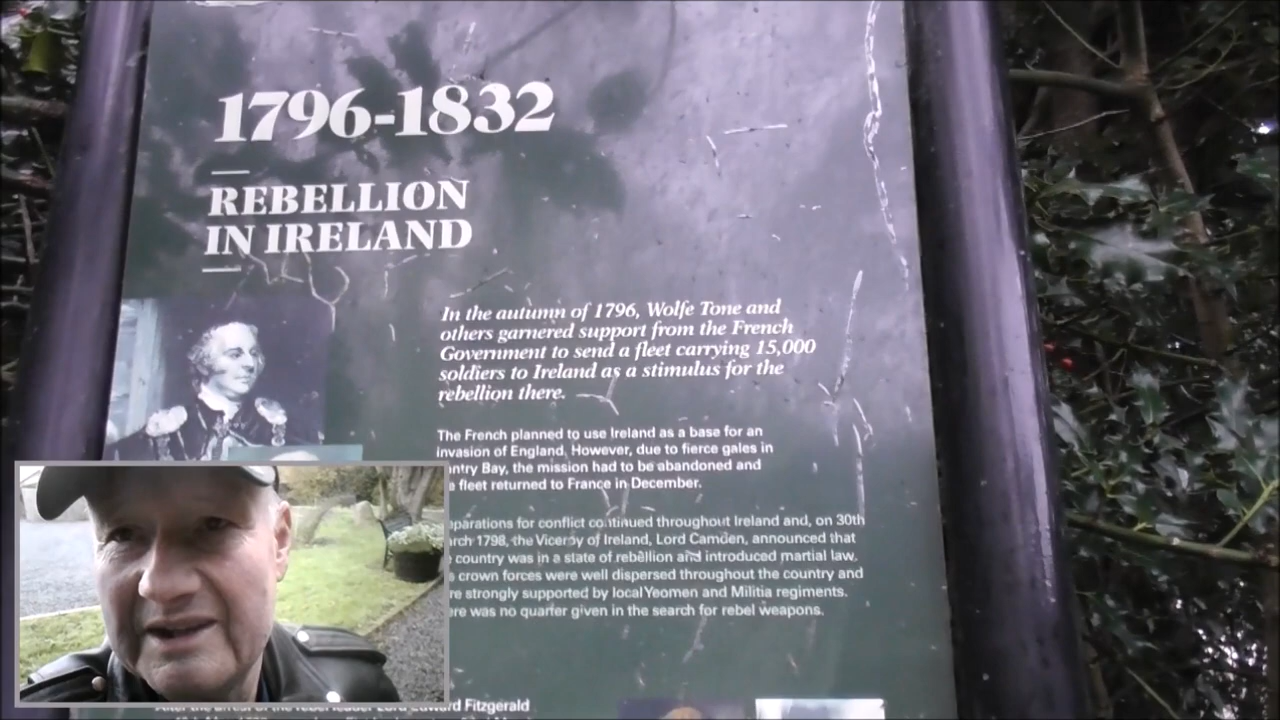 1796-1832
REBELLION
IN IRELAND
In the autumn of 1796, Wolfe Tone and
others garnered support from the French
Government to send a fleet carrying 15,000
soldiers to Ireland as a stimulus for the
rebellion there.
The French planned to use Ireland as a base for an
invasion of England. However, due to fierce gales in
Bay, the mission had to be abandoned and
fleet returned to France in December.
for conflict continued throughout Ireland and, on 30th
1798, the Viceroy of Ireland, Lord Camden, announced that
country was in a state of rebellion and introduced martial law.
crown forces were well dispersed throughout the country and
strongly supported by local Yeomen and Militia regiments.
was no quarter given in the search for rebel weapons.
After the arrest of the rebel leader Lord Edward Fitzgerald